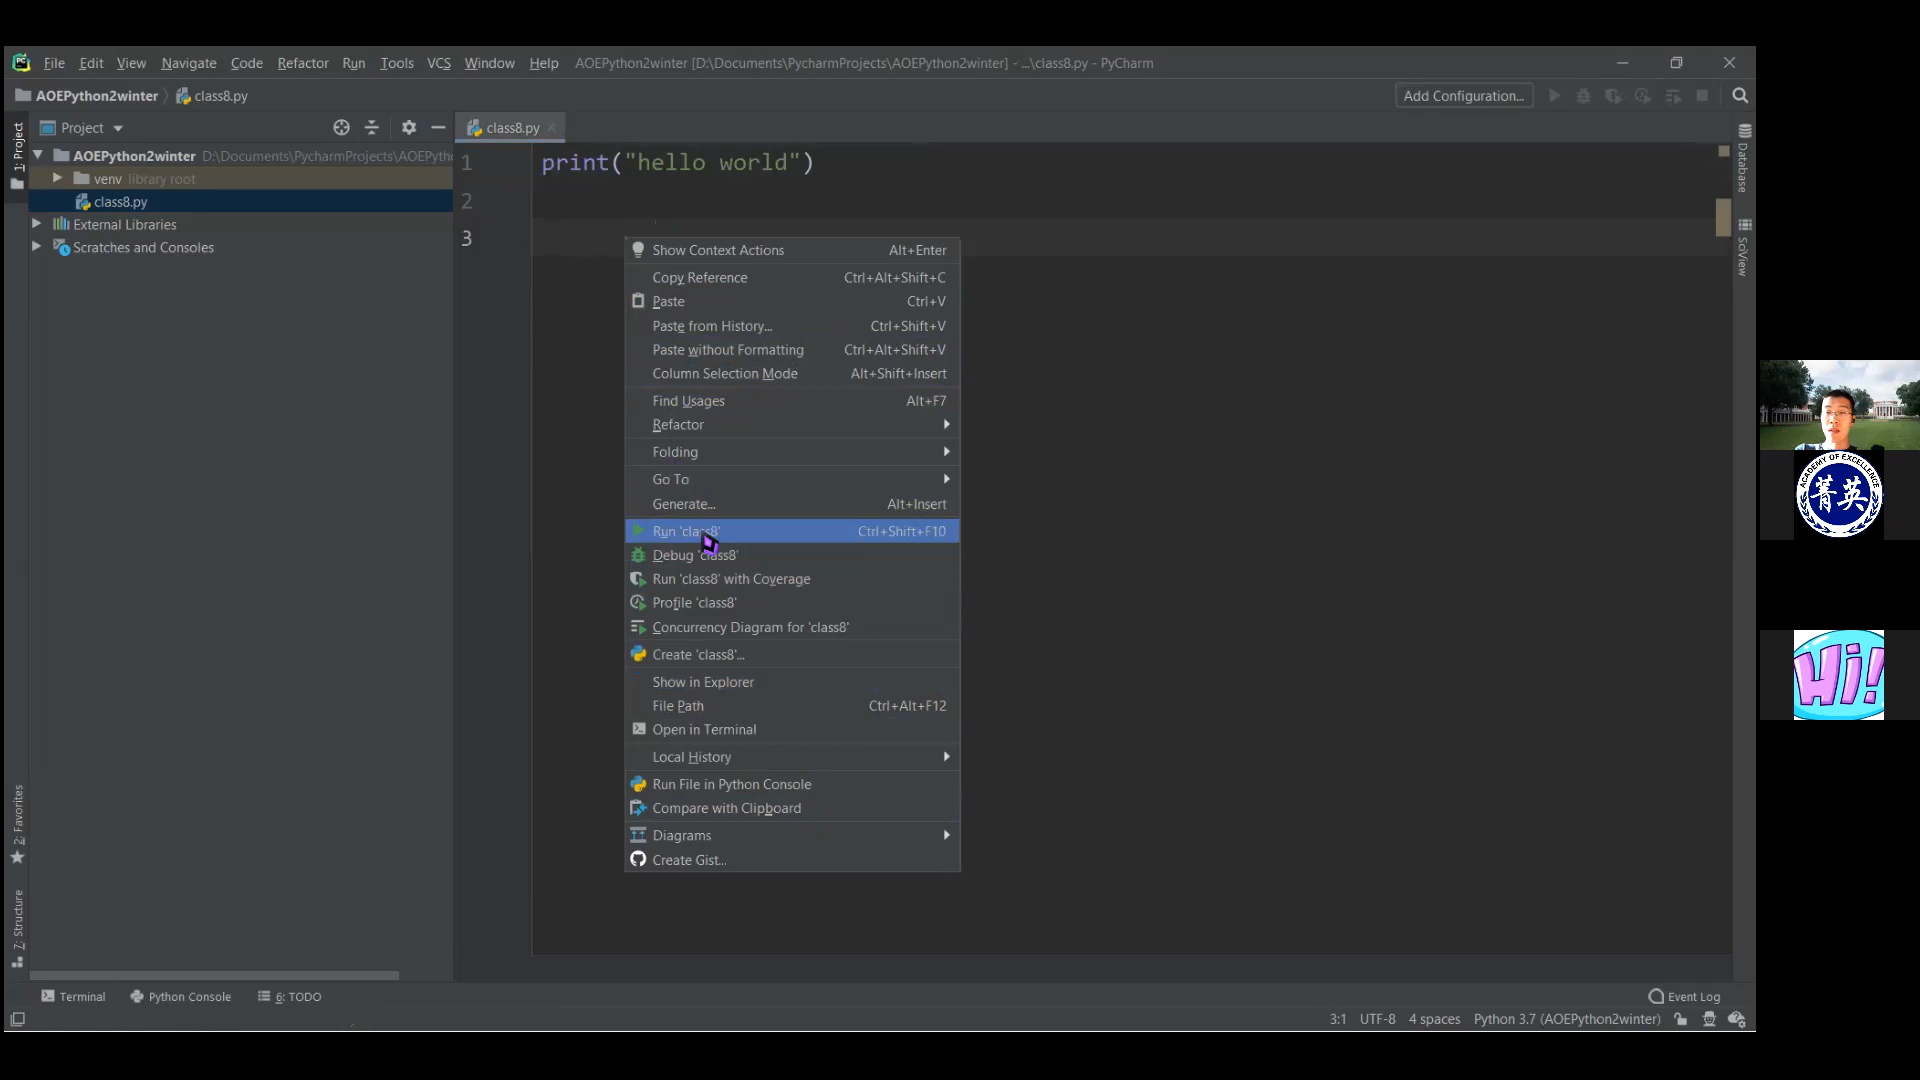 File Edit View Navigate Code Refactor Run Tools VCS Window Help AOEPython2winter [D:\Documents\PycharmProjects\AOEPython2winter] - ...\class8.py - PyCharm
AOEPython2winter class8.py Add Configuration...
1: Project
Project
class8.py
AOEPython2winter D:\Documents\PycharmProjects\AOEPytho
venv library root
class8.py
External Libraries
Scratches and Consoles
1 print("hello world")
2
3
Show Context Actions Alt+Enter
Copy Reference Ctrl+Alt+Shift+C
Paste Ctrl+V
Paste from History... Ctrl+Shift+V
Paste without Formatting Ctrl+Alt+Shift+V
Column Selection Mode Alt+Shift+Insert
Find Usages Alt+F7
Refactor
Folding
Go To
Generate... Alt+Insert
Run 'class8' Ctrl+Shift+F10
Debug 'class8'
Run 'class8' with Coverage
Profile 'class8'
Concurrency Diagram for 'class8'
Create 'class8'...
Show in Explorer
File Path Ctrl+Alt+F12
Open in Terminal
Local History
Run File in Python Console
Compare with Clipboard
Diagrams
Create Gist...
Database
SciView
2: Favorites
7: Structure
Terminal Python Console 6: TODO Event Log
3:1 UTF-8 4 spaces Python 3.7 (AOEPython2winter)
ACADEMY OF EXCELLENCE
菁英
Hi!